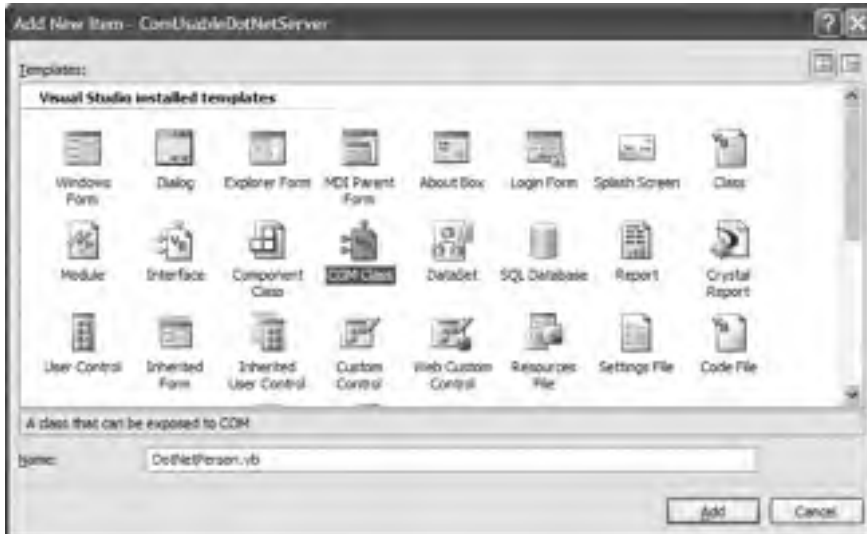 Add New Item - ComUsableDotNetServer
Templates:
Visual Studio installed templates
Windows Form
Dialog
Explorer Form
MDI Parent Form
About Box
Login Form
Splash Screen
Class
Module
Interface
Component Class
COM Class
DataSet
SQL Database
Report
Crystal Report
User Control
Inherited Form
Inherited User Control
Custom Control
Web Custom Control
Resources File
Settings File
Code File
A class that can be exposed to COM
Name:
DotNetPerson.vb
Add
Cancel